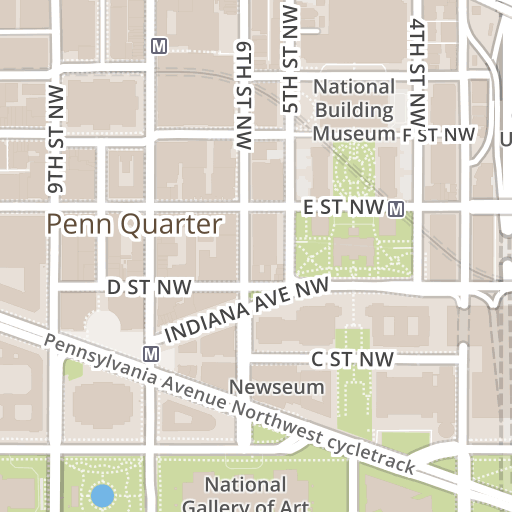 M
6TH ST NW
5TH ST NW
4TH ST NW
9TH ST NW
National
Building
Museum
F ST NW
U
E ST NW
M
Penn Quarter
D ST NW
INDIANA AVE NW
M
C ST NW
Pennsylvania Avenue Northwest cycletrack
Newseum
National
Gallery of Art